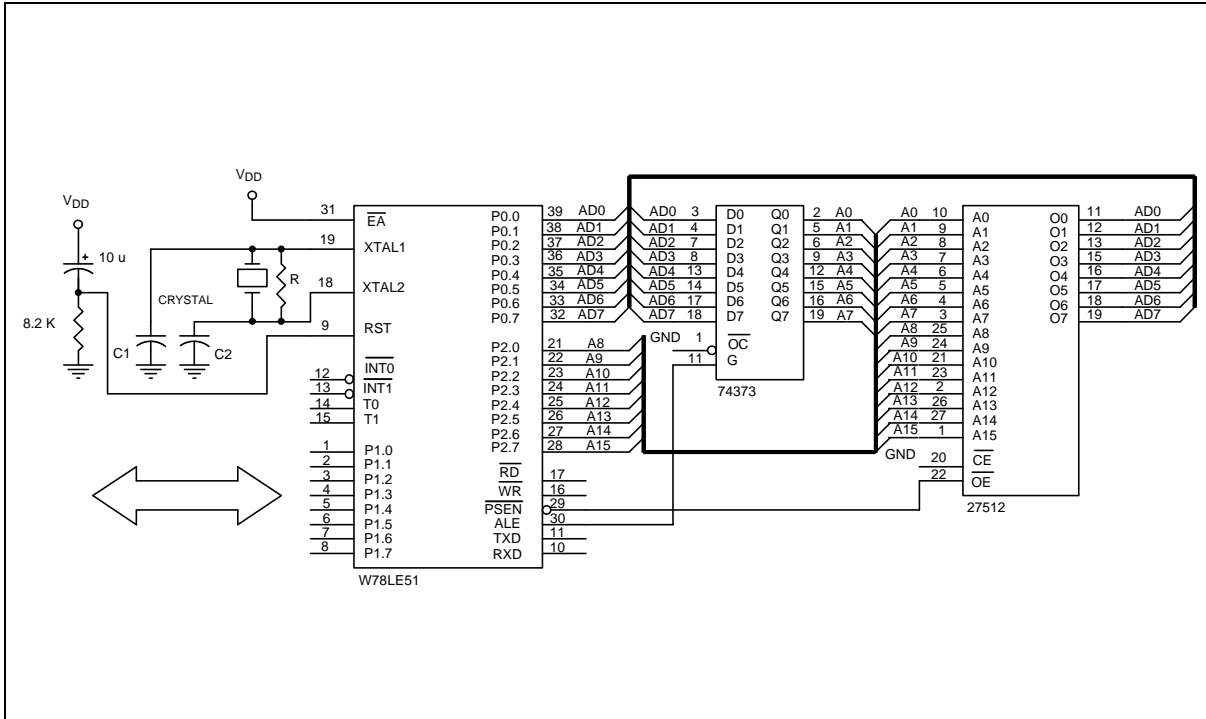 VDD
10 u
8.2 K
VDD
CRYSTAL
R
C1
C2
31 EA
19 XTAL1
18 XTAL2
9 RST
12 INT0
13 INT1
14 T0
15 T1
1 P1.0
2 P1.1
3 P1.2
4 P1.3
5 P1.4
6 P1.5
7 P1.6
8 P1.7
P0.0 39 AD0
P0.1 38 AD1
P0.2 37 AD2
P0.3 36 AD3
P0.4 35 AD4
P0.5 34 AD5
P0.6 33 AD6
P0.7 32 AD7
P2.0 21 A8
P2.1 22 A9
P2.2 23 A10
P2.3 24 A11
P2.4 25 A12
P2.5 26 A13
P2.6 27 A14
P2.7 28 A15
RD 17
WR 16
PSEN 29
ALE 30
TXD 11
RXD 10
W78LE51
AD0 3 D0 Q0 2 A0
AD1 4 D1 Q1 5 A1
AD2 7 D2 Q2 6 A2
AD3 8 D3 Q3 9 A3
AD4 13 D4 Q4 12 A4
AD5 14 D5 Q5 15 A5
AD6 17 D6 Q6 16 A6
AD7 18 D7 Q7 19 A7
GND 1 OC
11 G
74373
A0 10 A0 O0 11 AD0
A1 9 A1 O1 12 AD1
A2 8 A2 O2 13 AD2
A3 7 A3 O3 15 AD3
A4 6 A4 O4 16 AD4
A5 5 A5 O5 17 AD5
A6 4 A6 O6 18 AD6
A7 3 A7 O7 19 AD7
A8 25 A8
A9 24 A9
A10 21 A10
A11 23 A11
A12 2 A12
A13 26 A13
A14 27 A14
A15 1 A15
GND 20 CE
22 OE
27512